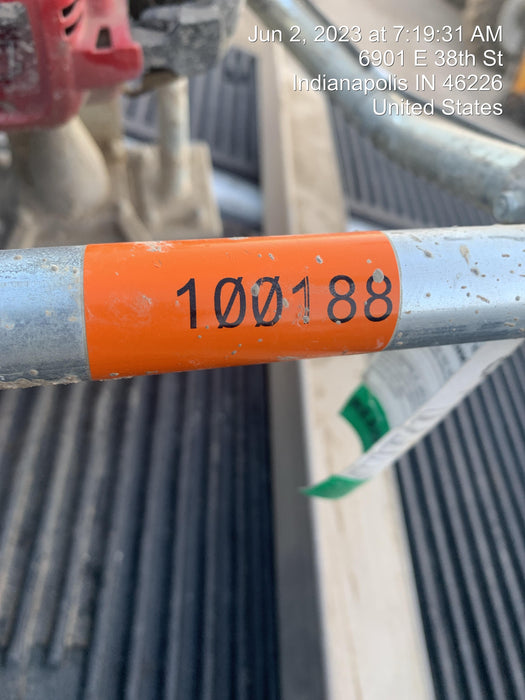 Jun 2, 2023 at 7:19:31 AM
6901 E 38th St
Indianapolis IN 46226
United States
100188